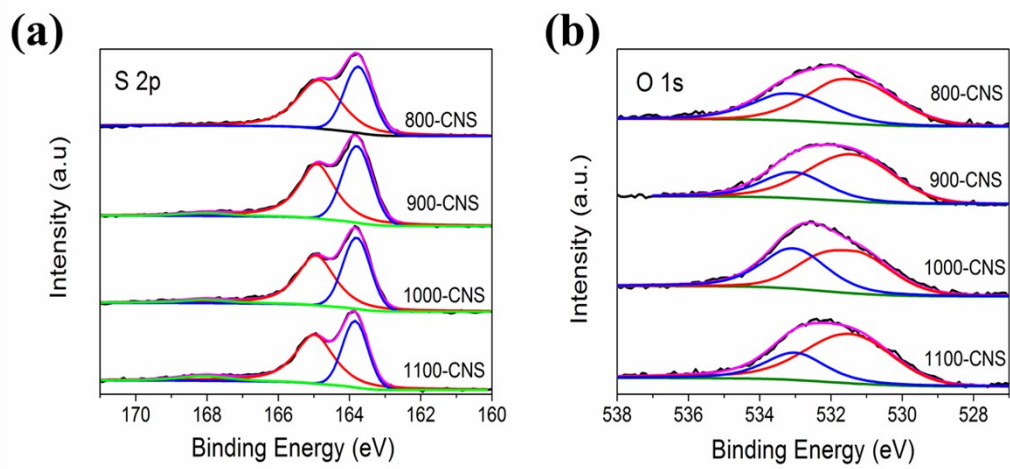 (a)
S 2p
800-CNS
900-CNS
1000-CNS
1100-CNS
Intensity (a.u)
170 168 166 164 162 160
Binding Energy (eV)
(b)
O 1s
800-CNS
900-CNS
1000-CNS
1100-CNS
Intensity (a.u.)
538 536 534 532 530 528
Binding Energy (eV)